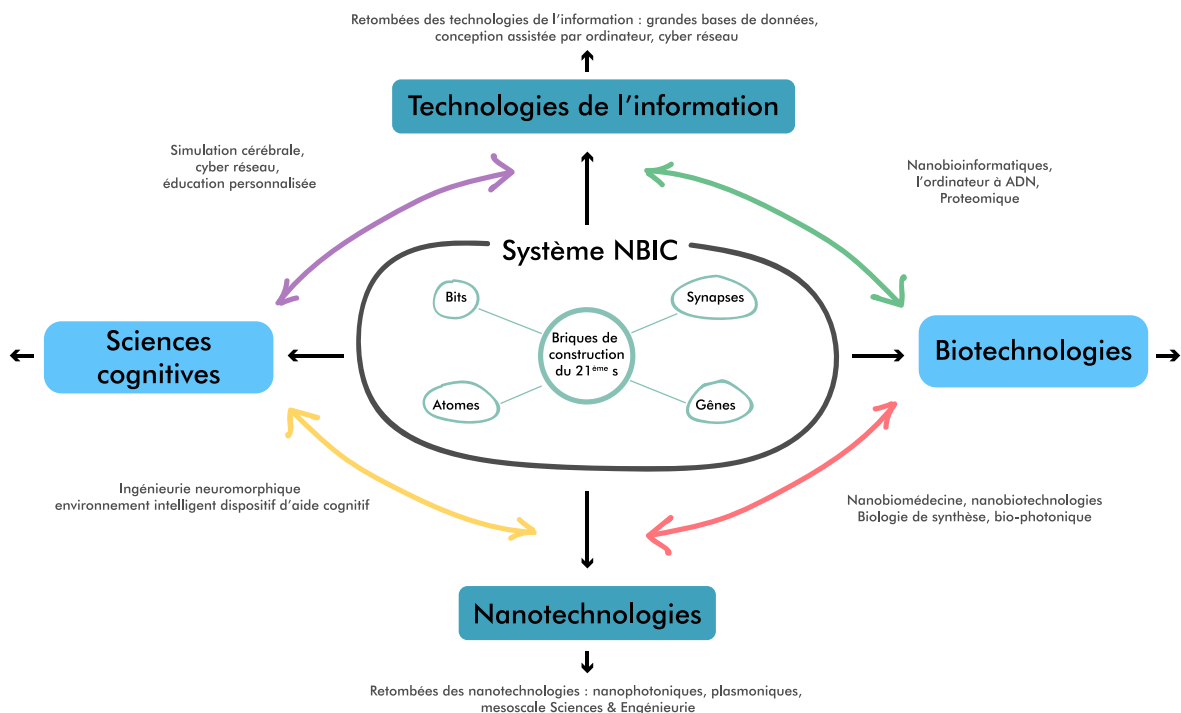 Retombées des technologies de l’information : grandes bases de données,
conception assistée par ordinateur, cyber réseau
Technologies de l’information
Simulation cérébrale,
cyber réseau,
éducation personnalisée
Nanobioinformatiques,
l’ordinateur à ADN,
Proteomique
Système NBIC
Bits
Synapses
Sciences
cognitives
Briques de
construction
du 21ème s
Biotechnologies
Atomes
Gênes
Ingénieurie neuromorphique
environnement intelligent dispositif d’aide cognitif
Nanobiomédecine, nanobiotechnologies
Biologie de synthèse, bio-photonique
Nanotechnologies
Retombées des nanotechnologies : nanophotoniques, plasmoniques,
mesoscale Sciences & Engénieurie